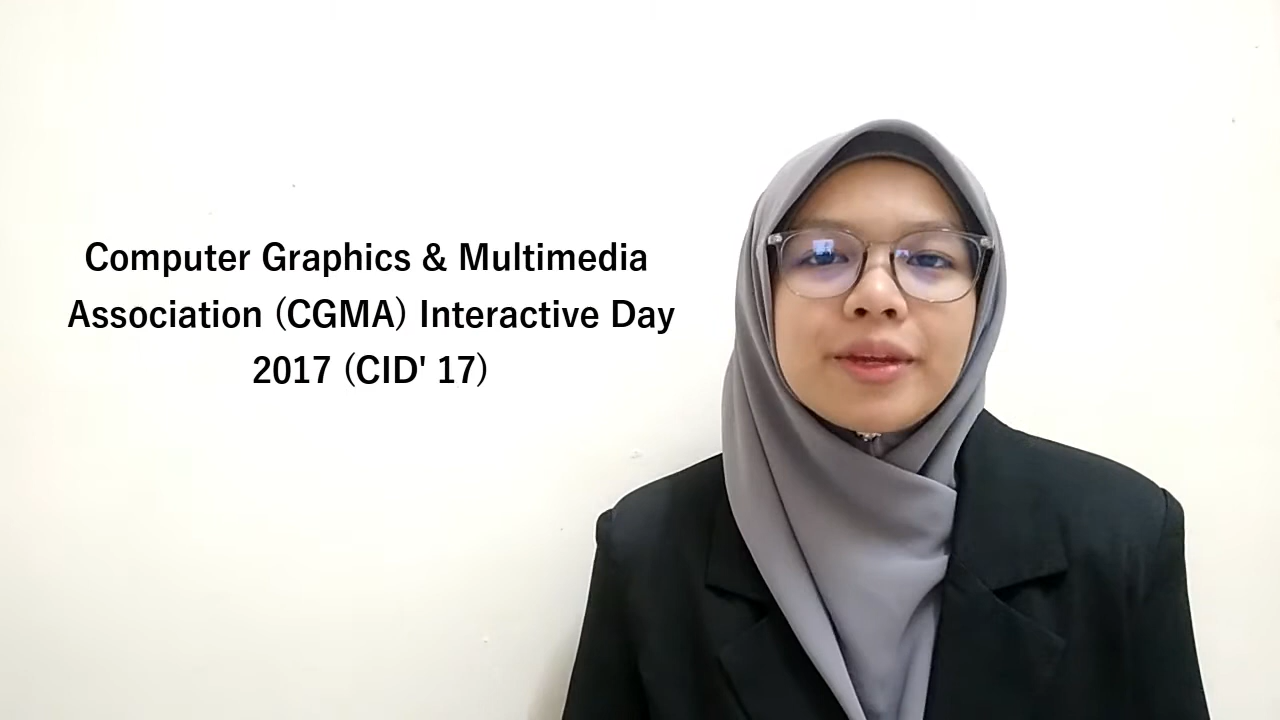 Computer Graphics & Multimedia
Association (CGMA) Interactive Day
2017 (CID' 17)